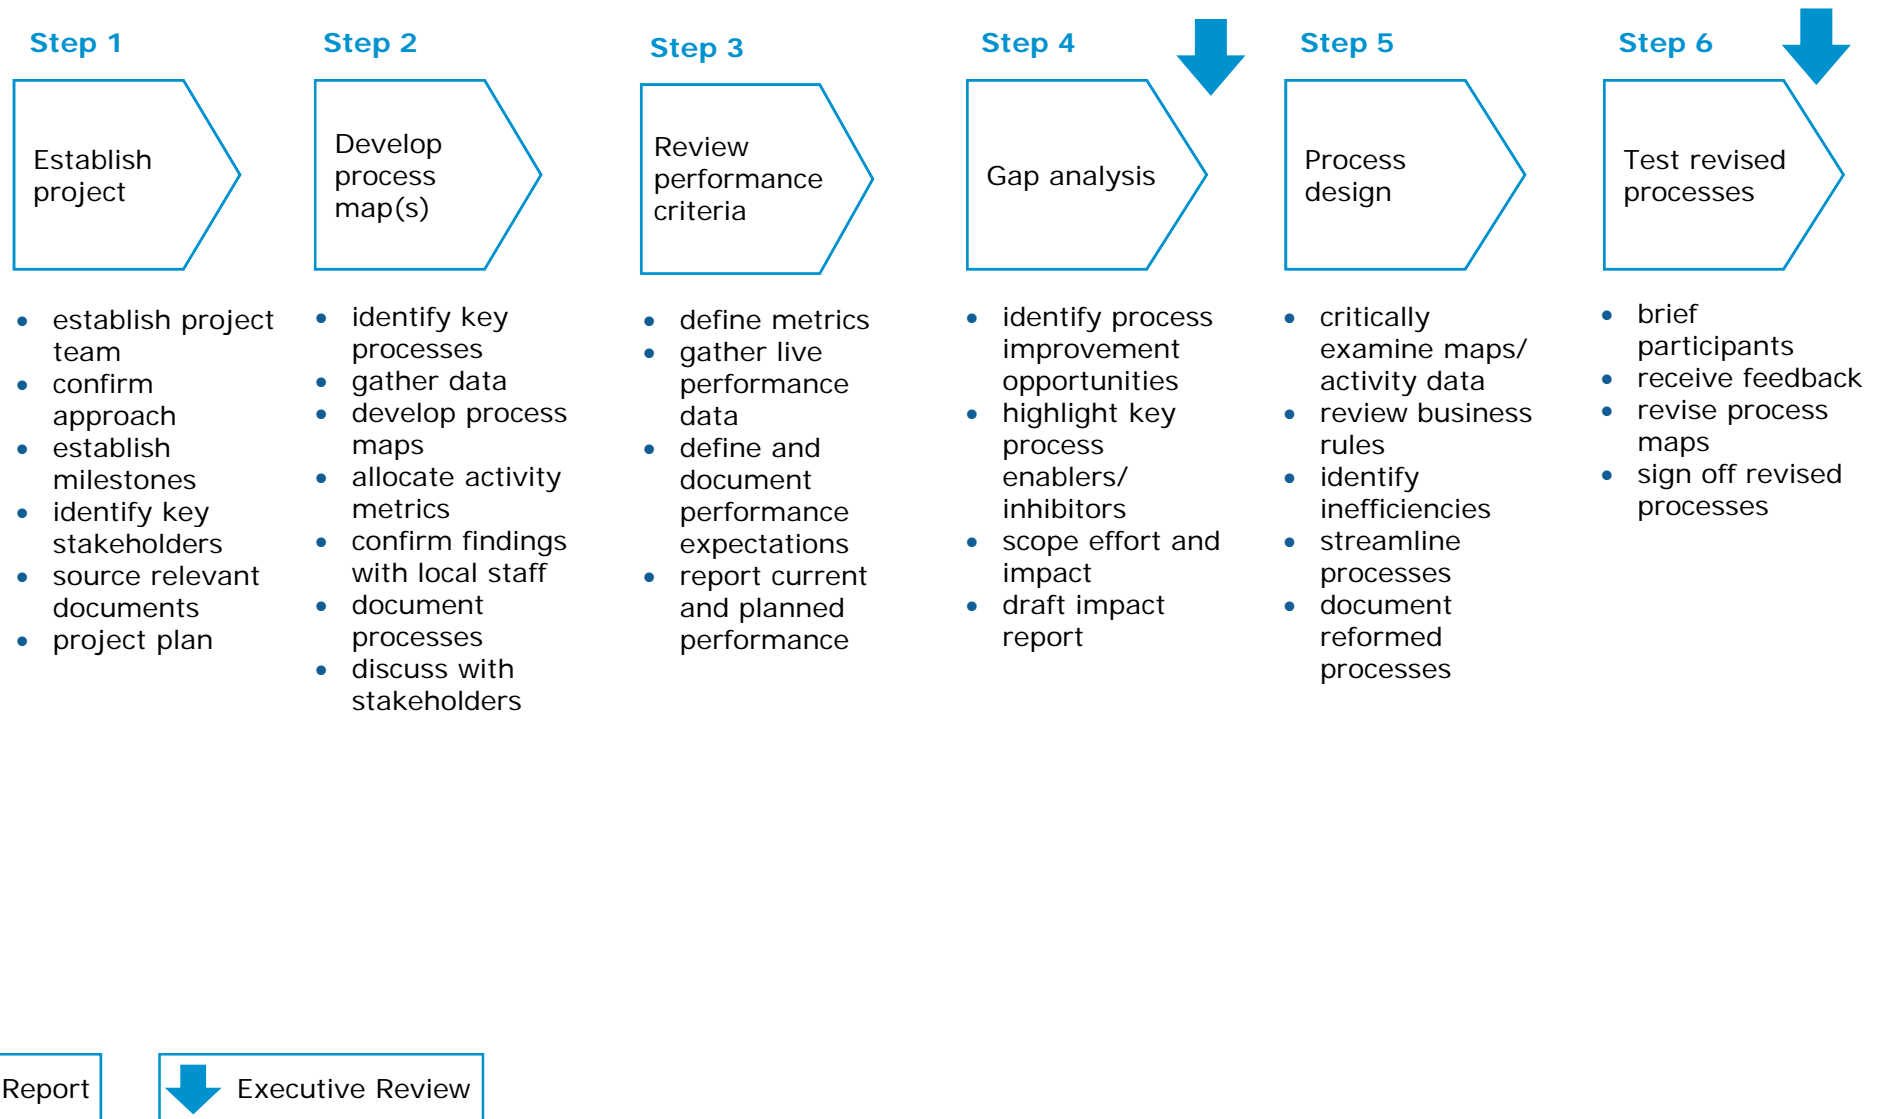 Step 1
Establish
project
• establish project
team
• confirm
approach
• establish
milestones
• identify key
stakeholders
• source relevant
documents
• project plan
Step 2
Develop
process
map(s)
• identify key
processes
• gather data
• develop process
maps
• allocate activity
metrics
• confirm findings
with local staff
• document
processes
• discuss with
stakeholders
Step 3
Review
performance
criteria
• define metrics
• gather live
performance
data
• define and
document
performance
expectations
• report current
and planned
performance
Step 4
Gap analysis
• identify process
improvement
opportunities
• highlight key
process
enablers/
inhibitors
• scope effort and
impact
• draft impact
report
Step 5
Process
design
• critically
examine maps/
activity data
• review business
rules
• identify
inefficiencies
• streamline
processes
• document
reformed
processes
Step 6
Test revised
processes
• brief
participants
• receive feedback
• revise process
maps
• sign off revised
processes
Report
Executive Review